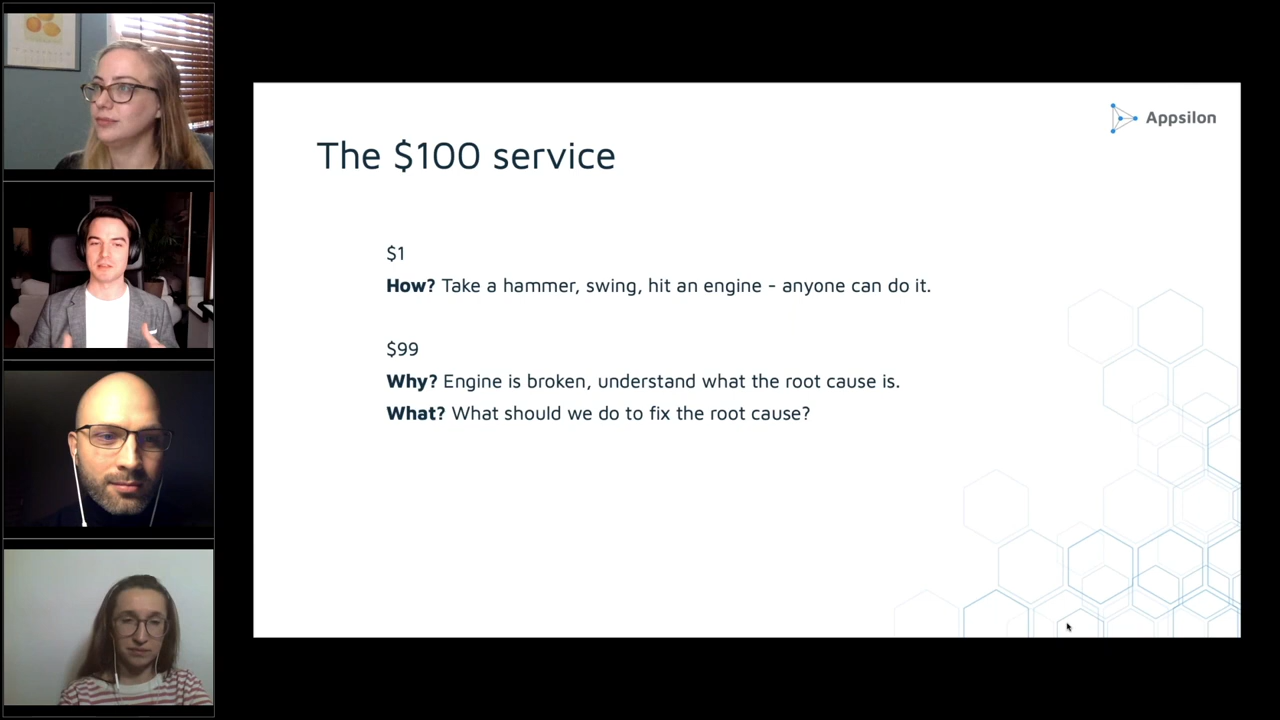 Appsilon
The $100 service
$1
How? Take a hammer, swing, hit an engine - anyone can do it.
$99
Why? Engine is broken, understand what the root cause is.
What? What should we do to fix the root cause?